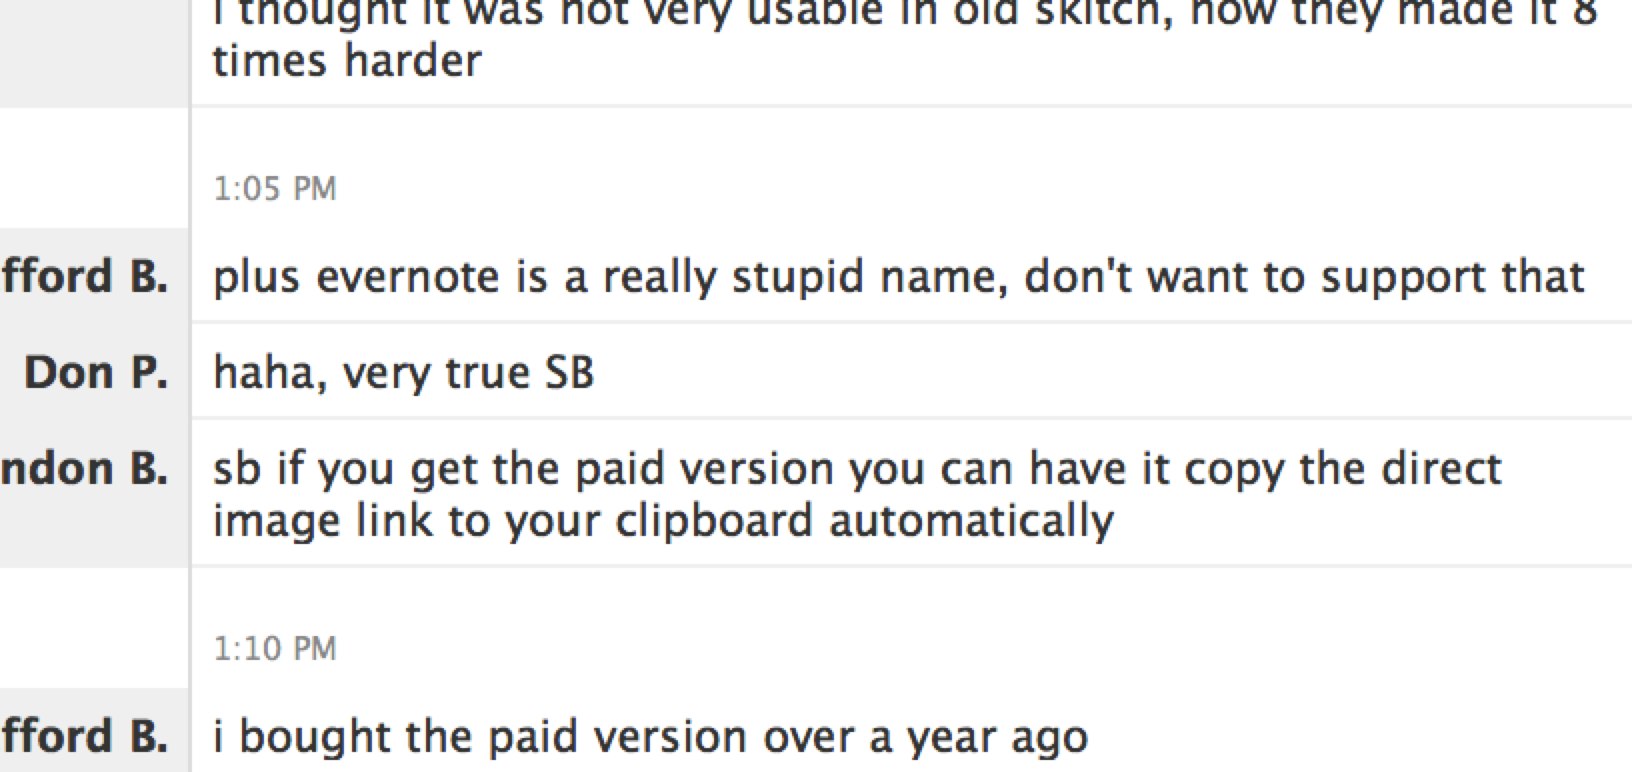 i thought it was not very usable in old skitch, now they made it 8
times harder
1:05 PM
fford B. plus evernote is a really stupid name, don't want to support that
Don P. haha, very true SB
ndon B. sb if you get the paid version you can have it copy the direct
image link to your clipboard automatically
1:10 PM
fford B. i bought the paid version over a year ago